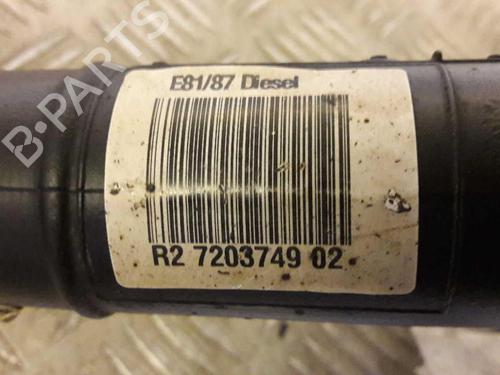 B-PARTS
E81/87 Diesel
R2 7203749 02